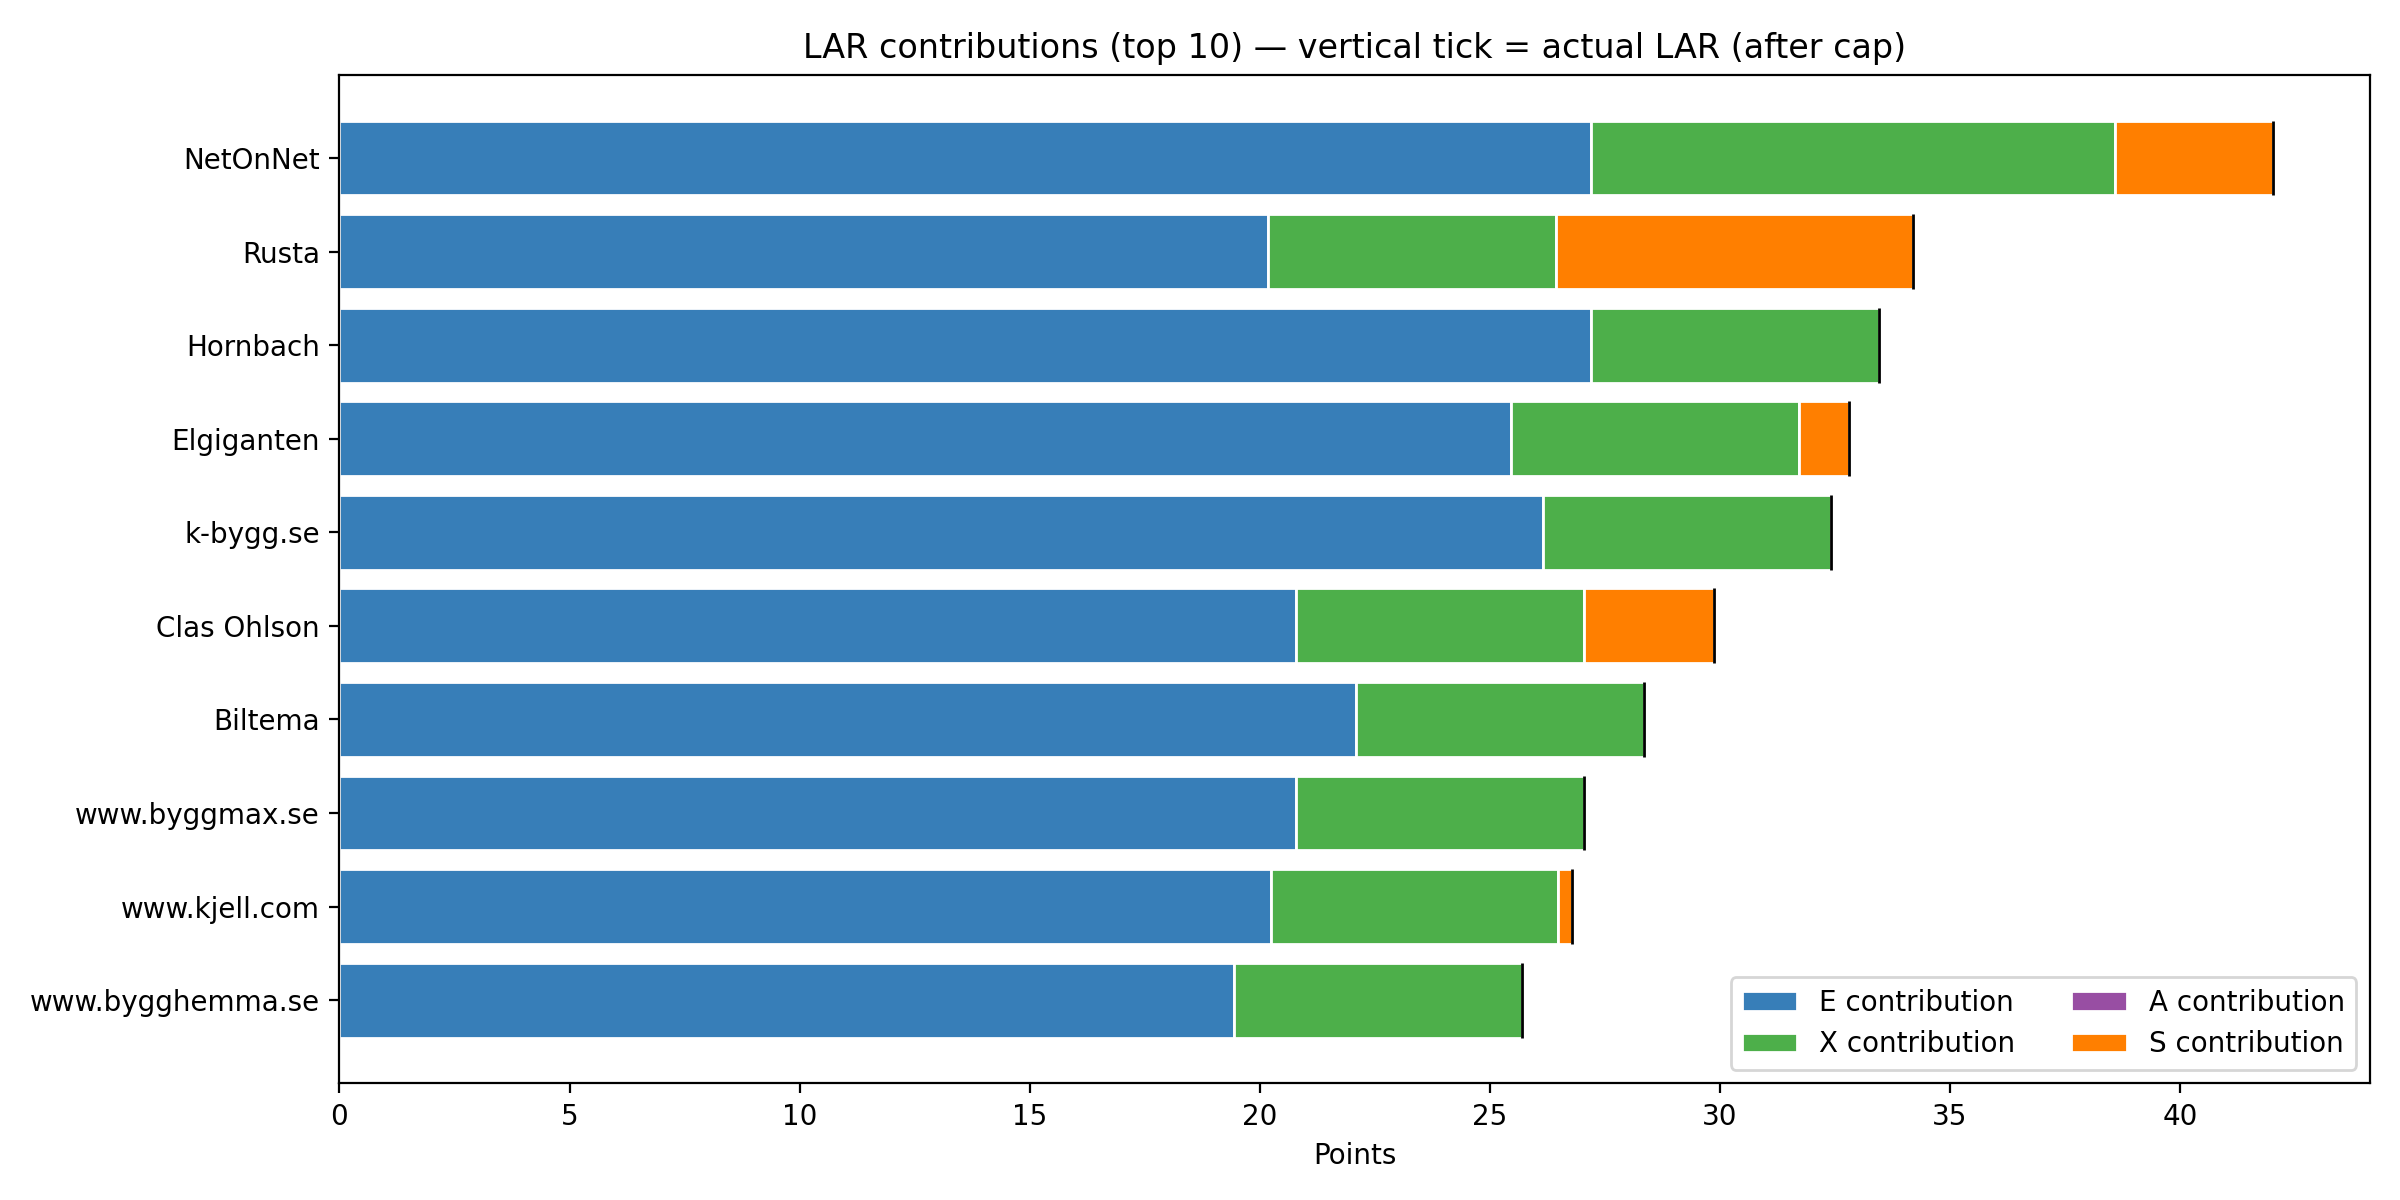 LAR contributions (top 10) — vertical tick = actual LAR (after cap)
NetOnNet
Rusta
Hornbach
Elgiganten
k-bygg.se
Clas Ohlson
Biltema
www.byggmax.se
www.kjell.com
www.bygghemma.se
E contribution
X contribution
A contribution
S contribution
0 5 10 15 20 25 30 35 40
Points